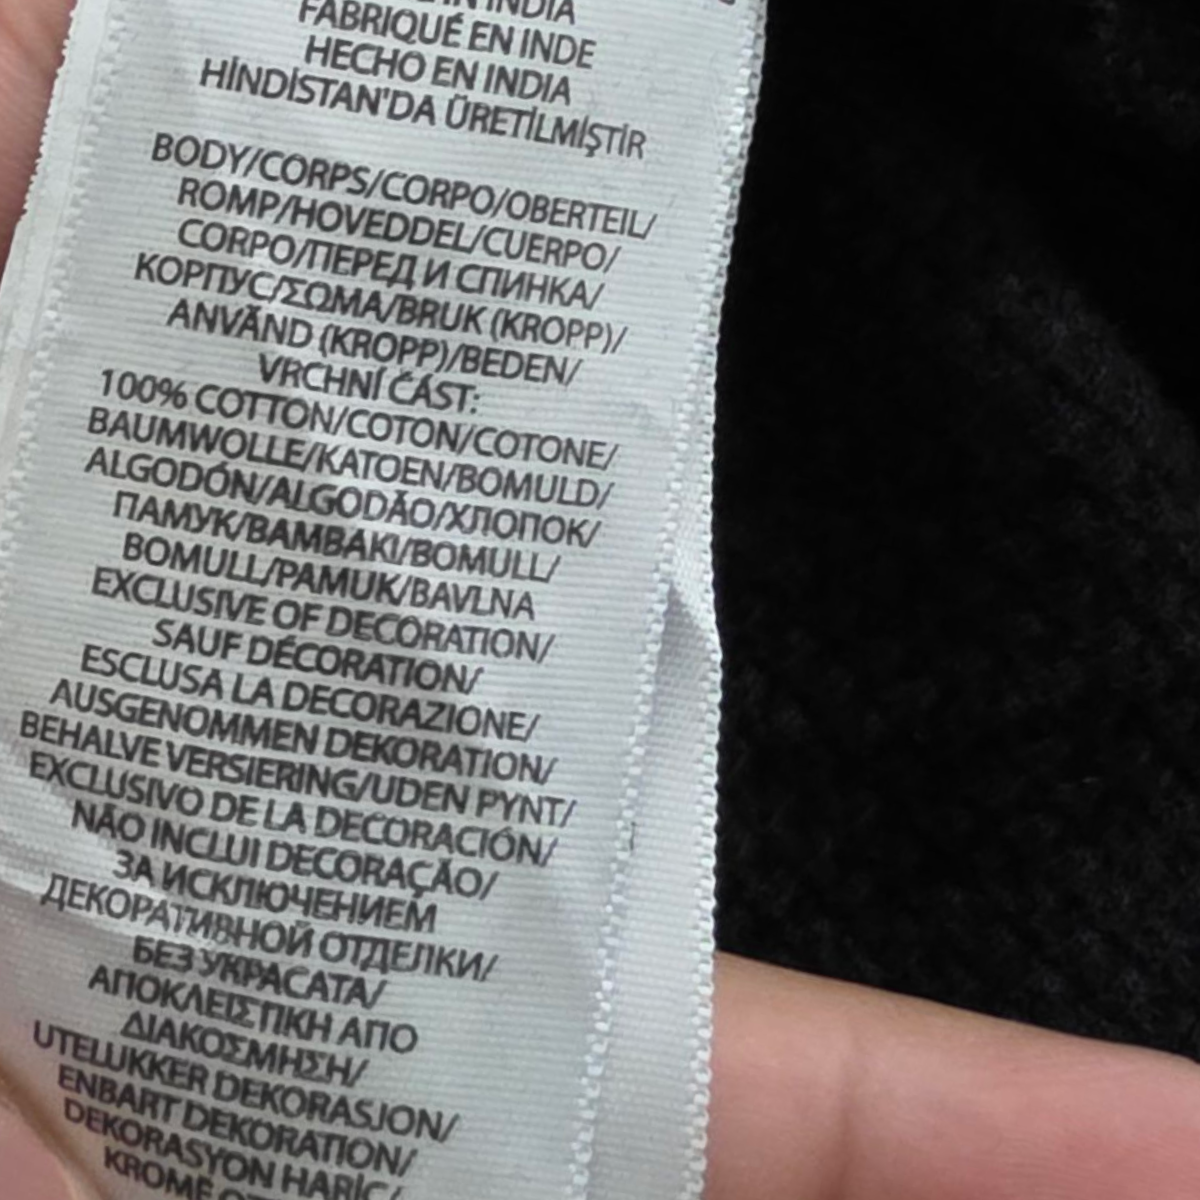 IN INDIA
FABRIQUÉ EN INDE
HECHO EN INDIA
HİNDİSTAN'DA ÜRETİLMİŞTİR
BODY/CORPS/CORPO/OBERTEIL/
ROMP/HOVEDDEL/CUERPO/
CORPO/ПЕРЕД И СПИНКА/
КОРПУС/ΣΩΜΑ/BRUK (KROPP)/
ANVÄND (KROPP)/BEDEN/
VRCHNÍ ČÁST:
100% COTTON/COTON/COTONE/
BAUMWOLLE/KATOEN/BOMULD/
ALGODÓN/ALGODÃO/ХЛОПОК/
ПАМУК/BAMBAKI/BOMULL/
BOMULL/PAMUK/BAVLNA
EXCLUSIVE OF DECORATION/
SAUF DÉCORATION/
ESCLUSA LA DECORAZIONE/
AUSGENOMMEN DEKORATION/
BEHALVE VERSIERING/UDEN PYNT/
EXCLUSIVO DE LA DECORACIÓN/
NÃO INCLUI DECORAÇÃO/
ЗА ИСКЛЮЧЕНИЕМ
ДЕКОРАТИВНОЙ ОТДЕЛКИ/
БЕЗ УКРАСАТА/
ΑΠΟΚΛΕΙΣΤΙΚΗ ΑΠΟ
ΔΙΑΚΟΣΜΗΣΗ/
UTELUKKER DEKORASJON/
ENBART DEKORATION/
DEKORASYON HARİÇ/
KROMĚ